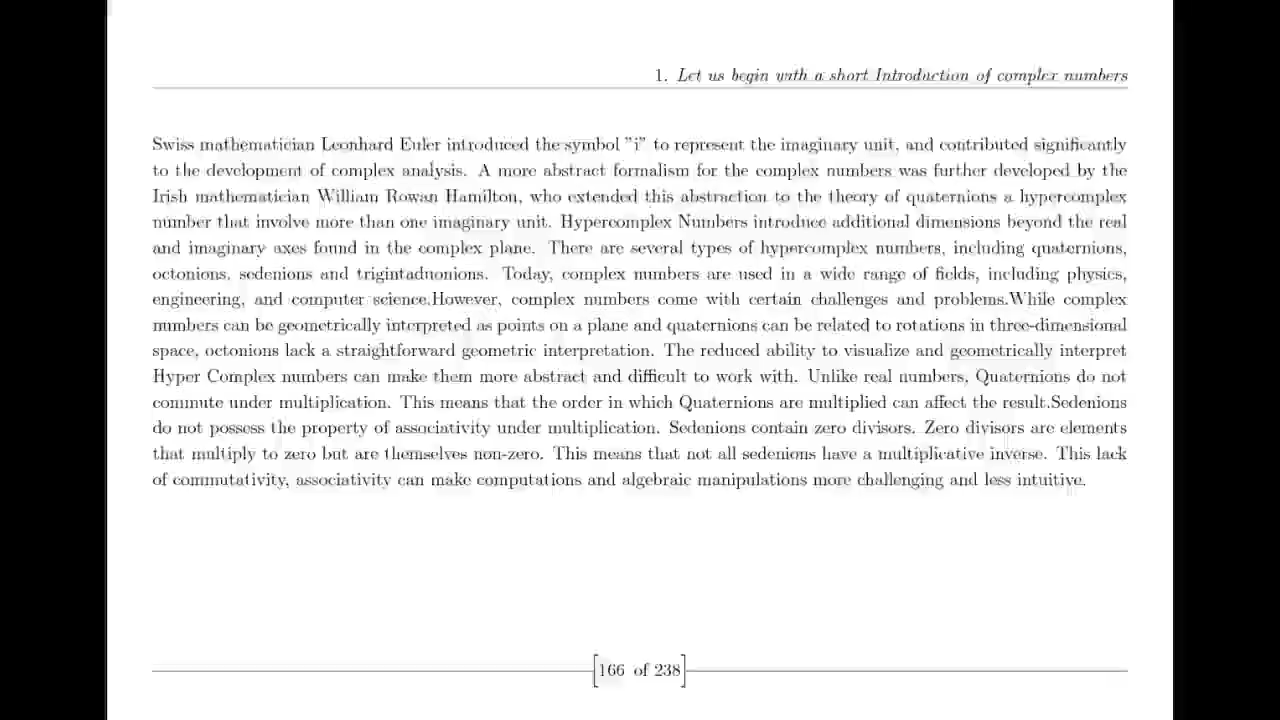 1. Let us begin with a short Introduction of complex numbers
Swiss mathematician Leonhard Euler introduced the symbol "i" to represent the imaginary unit, and contributed significantly
to the development of complex analysis. A more abstract formalism for the complex numbers was further developed by the
Irish mathematician William Rowan Hamilton, who extended this abstraction to the theory of quaternions a hypercomplex
number that involve more than one imaginary unit. Hypercomplex Numbers introduce additional dimensions beyond the real
and imaginary axes found in the complex plane. There are several types of hypercomplex numbers, including quaternions,
octonions, sedenions and trigintaduonions. Today, complex numbers are used in a wide range of fields, including physics,
engineering, and computer science.However, complex numbers come with certain challenges and problems.While complex
numbers can be geometrically interpreted as points on a plane and quaternions can be related to rotations in three-dimensional
space, octonions lack a straightforward geometric interpretation. The reduced ability to visualize and geometrically interpret
Hyper Complex numbers can make them more abstract and difficult to work with. Unlike real numbers, Quaternions do not
commute under multiplication. This means that the order in which Quaternions are multiplied can affect the result.Sedenions
do not possess the property of associativity under multiplication. Sedenions contain zero divisors. Zero divisors are elements
that multiply to zero but are themselves non-zero. This means that not all sedenions have a multiplicative inverse. This lack
of commutativity, associativity can make computations and algebraic manipulations more challenging and less intuitive.
166 of 238